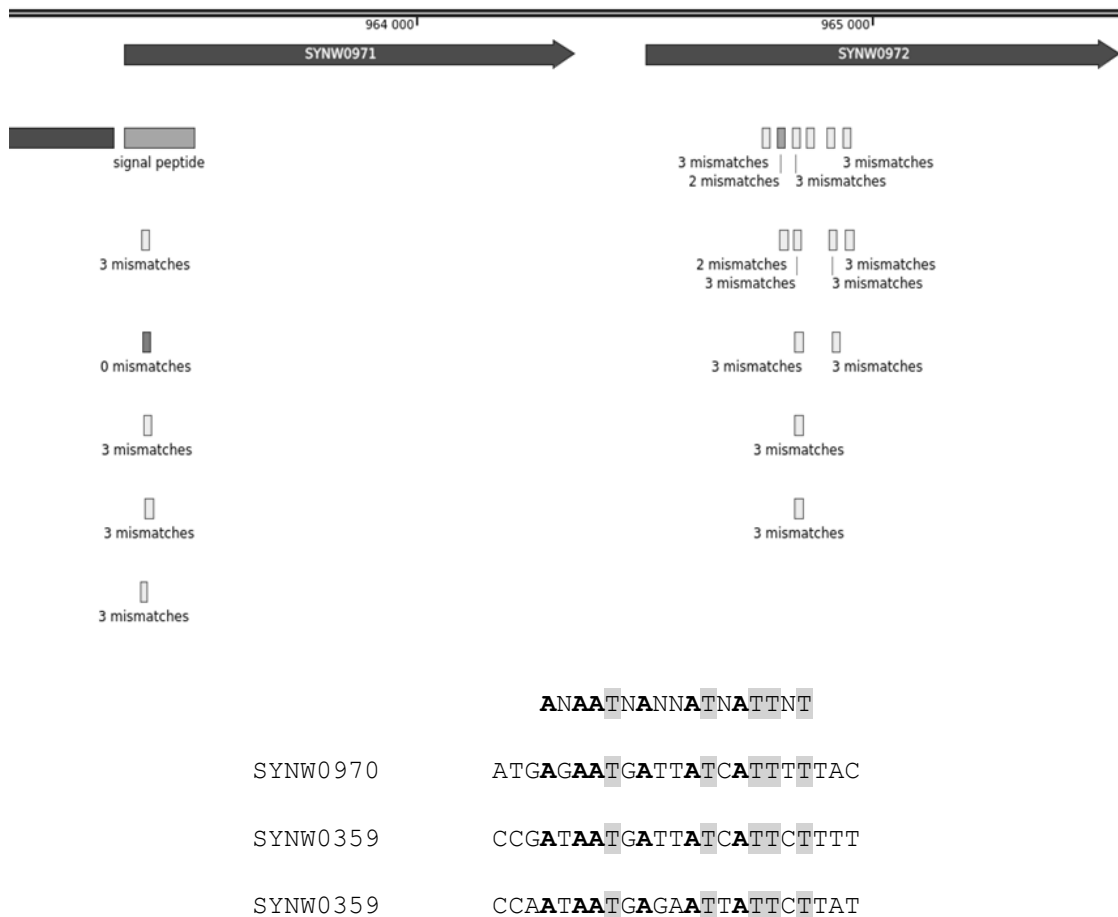 964 000 965 000
SYNW0971 SYNW0972
signal peptide 3 mismatches 3 mismatches
2 mismatches 3 mismatches
3 mismatches 2 mismatches 3 mismatches
3 mismatches 3 mismatches
0 mismatches 3 mismatches 3 mismatches
3 mismatches 3 mismatches
3 mismatches 3 mismatches
3 mismatches
ANAATNANNATNATTNT
SYNW0970 ATGAGAATGATTATCATTTTTAC
SYNW0359 CCGATAATGATTATCATTCTTTT
SYNW0359 CCAATAATGAGAATTATTCTTAT